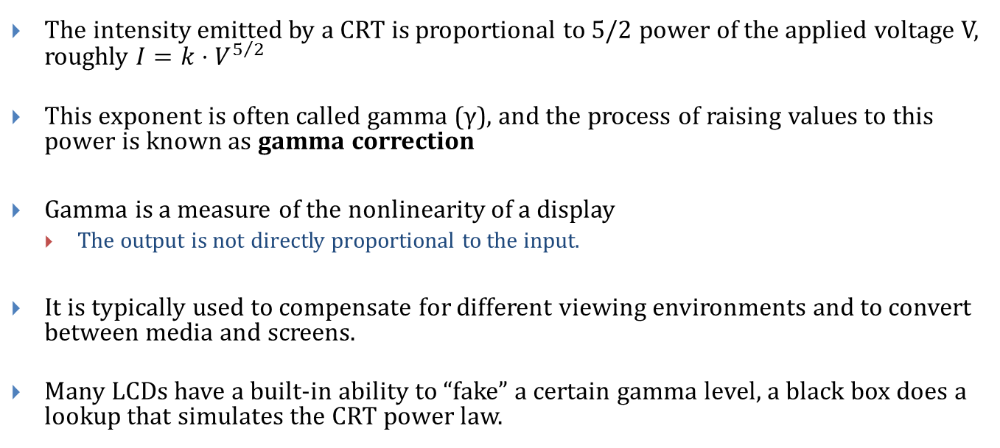 The intensity emitted by a CRT is proportional to 5/2 power of the applied voltage V,
roughly I = k · V^5/2
This exponent is often called gamma (γ), and the process of raising values to this
power is known as gamma correction
Gamma is a measure of the nonlinearity of a display
The output is not directly proportional to the input.
It is typically used to compensate for different viewing environments and to convert
between media and screens.
Many LCDs have a built-in ability to “fake” a certain gamma level, a black box does a
lookup that simulates the CRT power law.